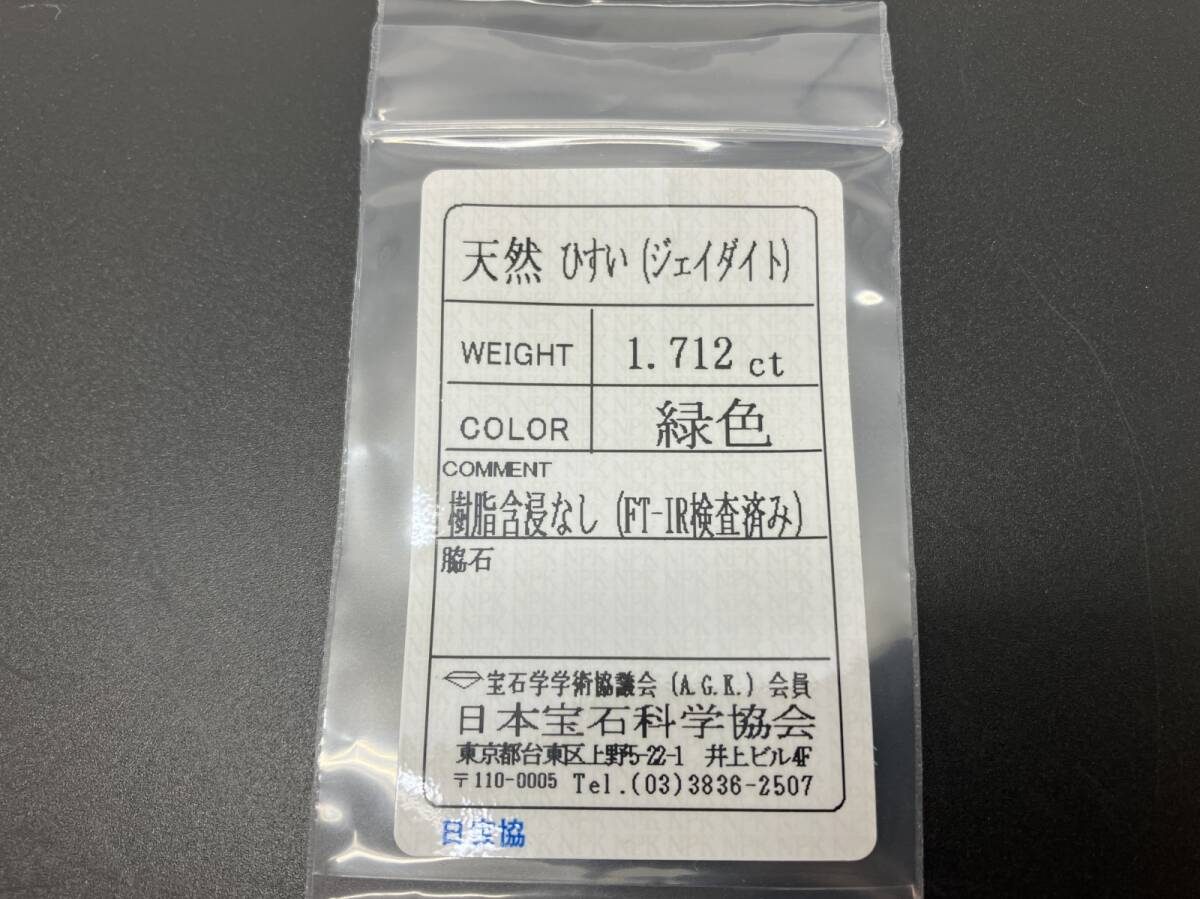 天然 ひすい (ジェイダイト)
WEIGHT 1.712 ct
COLOR 緑色
COMMENT
樹脂含浸なし (FT-IR検査済み)
脇石
宝石学学術協議会 (A.G.K.) 会員
日本宝石科学協会
東京都台東区上野5-22-1 井上ビル4F
〒110-0005 Tel.(03)3836-2507
日宝協